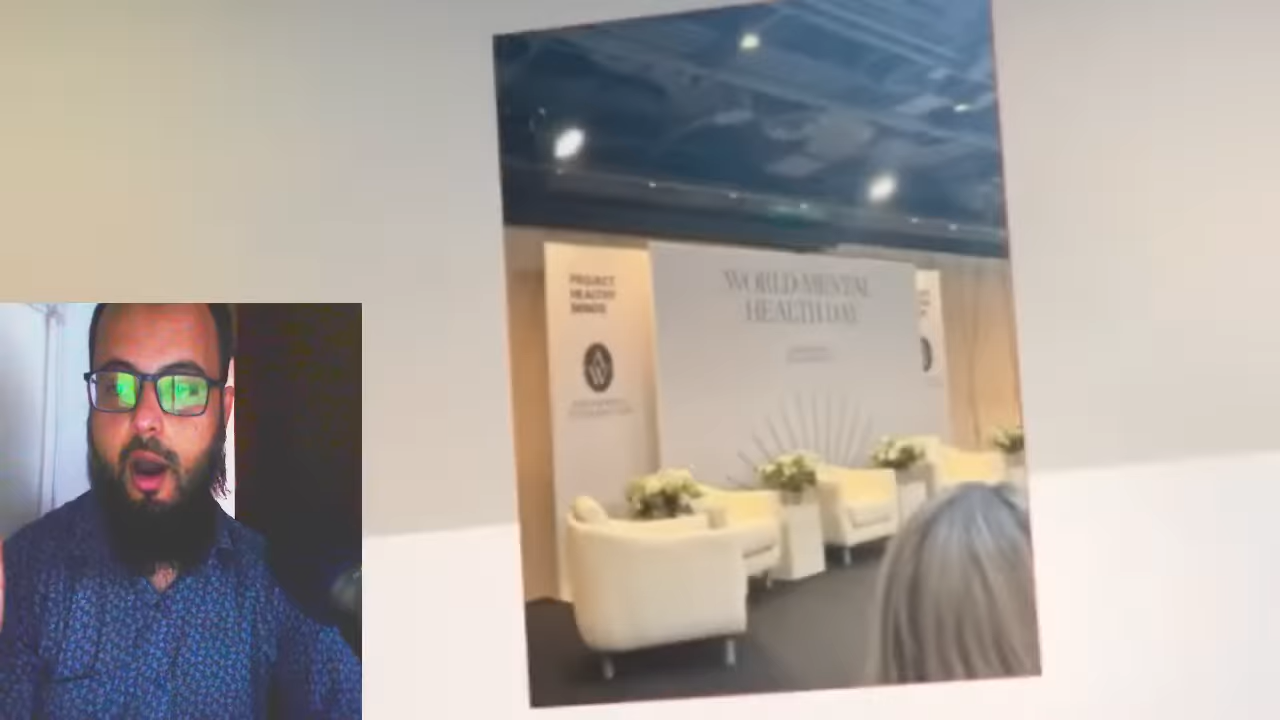 PROJECT
HEALTHY
MINDS
WORLD MENTAL
HEALTH DAY